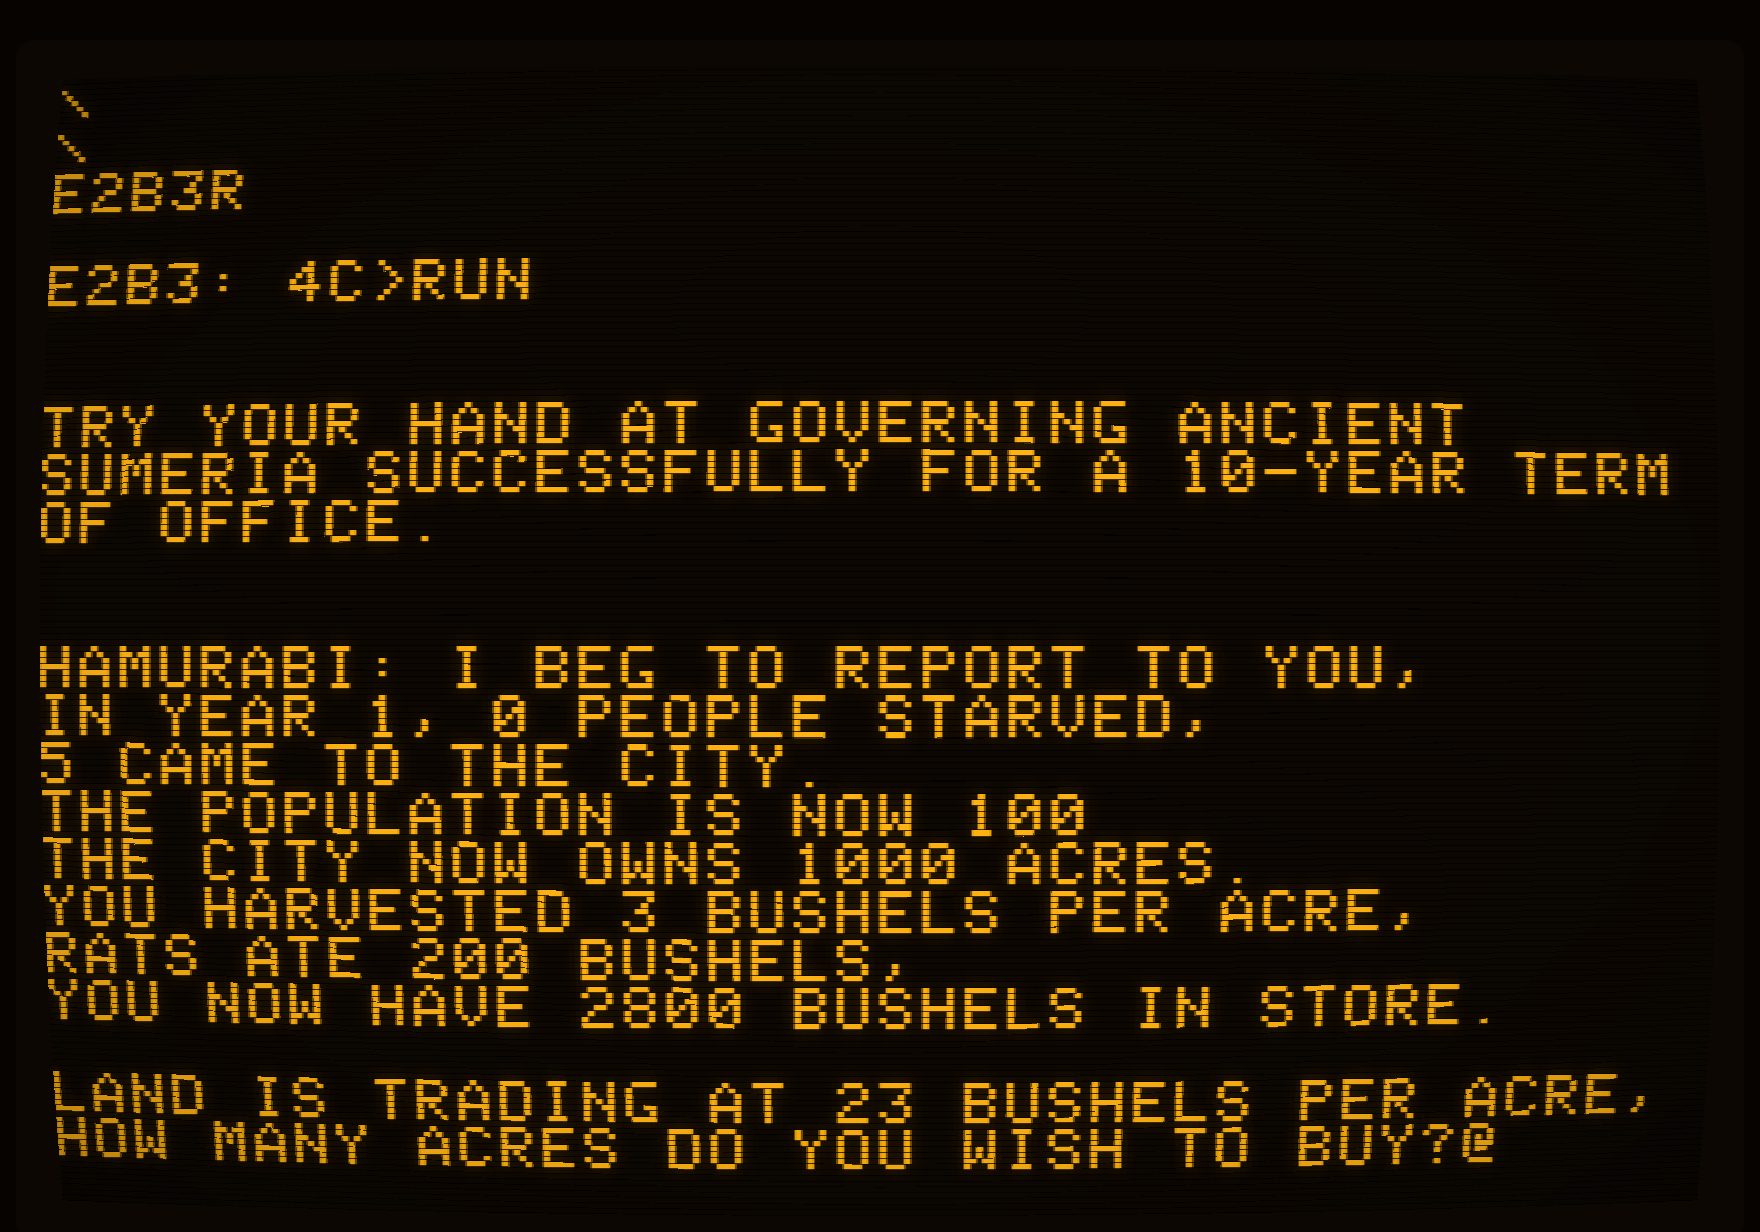 \
\
E2B3R
E2B3: 4C>RUN
TRY YOUR HAND AT GOVERNING ANCIENT
SUMERIA SUCCESSFULLY FOR A 10-YEAR TERM
OF OFFICE.
HAMURABI: I BEG TO REPORT TO YOU,
IN YEAR 1, 0 PEOPLE STARVED,
5 CAME TO THE CITY.
THE POPULATION IS NOW 100
THE CITY NOW OWNS 1000 ACRES.
YOU HARVESTED 3 BUSHELS PER ACRE,
RATS ATE 200 BUSHELS,
YOU NOW HAVE 2800 BUSHELS IN STORE.
LAND IS TRADING AT 23 BUSHELS PER ACRE,
HOW MANY ACRES DO YOU WISH TO BUY?@